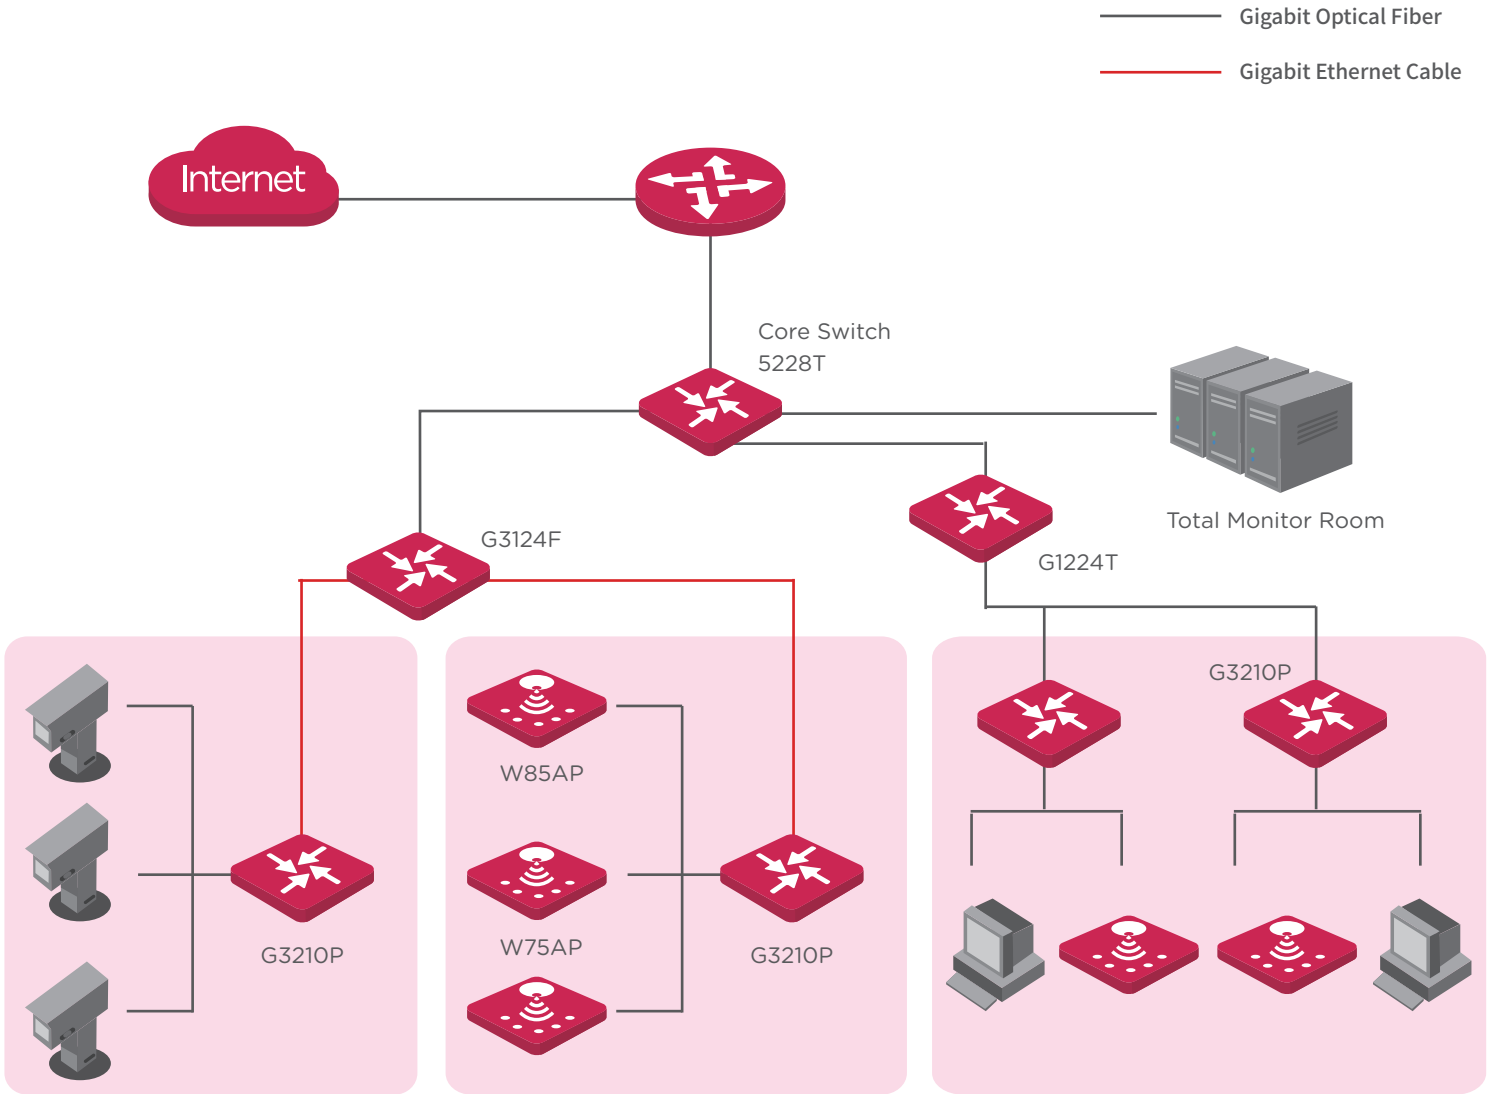 Gigabit Optical Fiber
Gigabit Ethernet Cable
Internet
Core Switch
5228T
Total Monitor Room
G3124F
G1224T
G3210P
W85AP
W75AP
G3210P
G3210P